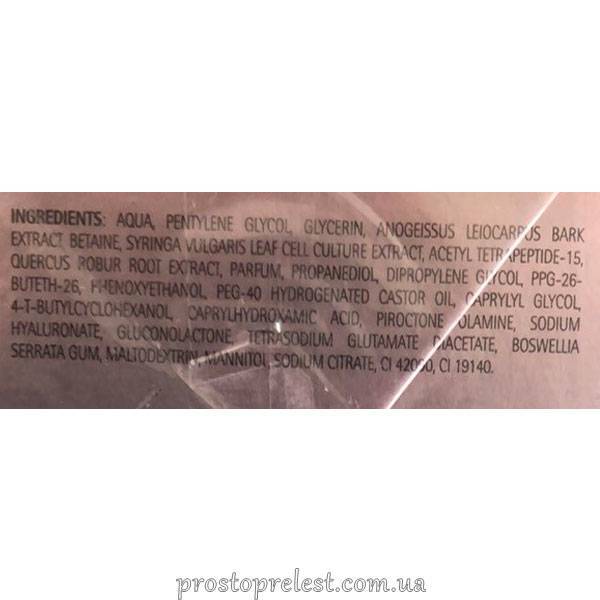 INGREDIENTS: AQUA, PENTYLENE GLYCOL, GLYCERIN, ANOGEISSUS LEIOCARPUS BARK
EXTRACT BETAINE, SYRINGA VULGARIS LEAF CELL CULTURE EXTRACT, ACETYL TETRAPEPTIDE-15,
QUERCUS ROBUR ROOT EXTRACT, PARFUM, PROPANEDIOL, DIPROPYLENE GLYCOL, PPG-26-
BUTETH-26, PHENOXYETHANOL, PEG-40 HYDROGENATED CASTOR OIL, CAPRYLYL GLYCOL,
4-T-BUTYLCYCLOHEXANOL, CAPRYLHYDROXAMIC ACID, PIROCTONE OLAMINE, SODIUM
HYALURONATE, GLUCONOLACTONE, TETRASODIUM GLUTAMATE DIACETATE, BOSWELLIA
SERRATA GUM, MALTODEXTRIN, MANNITOL, SODIUM CITRATE, CI 42090, CI 19140.
prostoprelest.com.ua